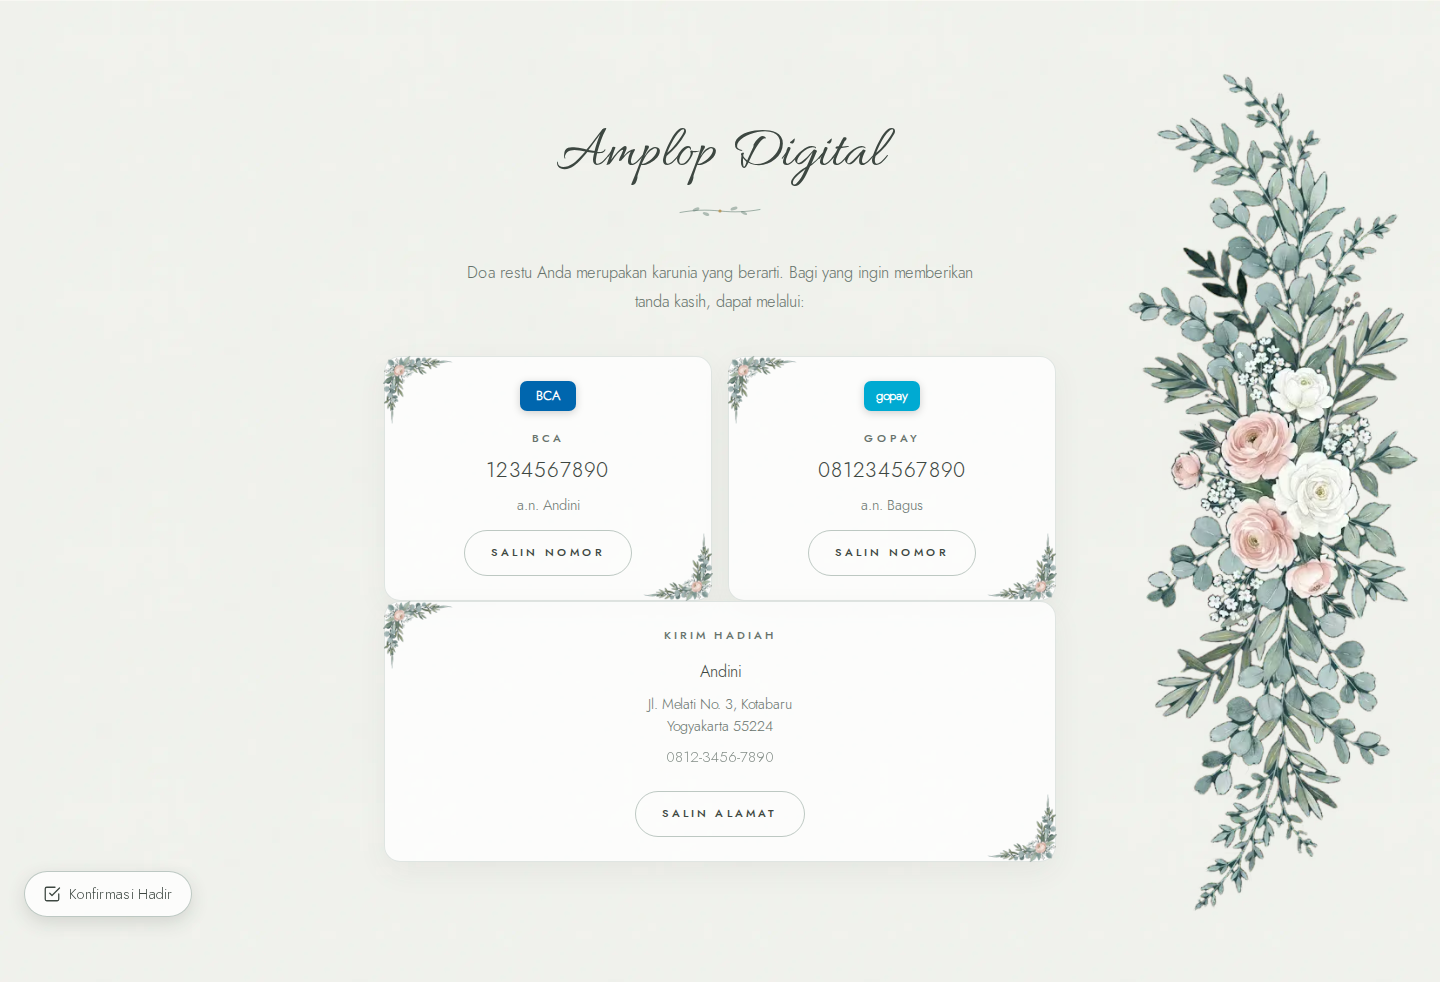 Amplop Digital
Doa restu Anda merupakan karunia yang berarti. Bagi yang ingin memberikan
tanda kasih, dapat melalui:
BCA
BCA
1234567890
a.n. Andini
SALIN NOMOR
gopay
GOPAY
081234567890
a.n. Bagus
SALIN NOMOR
KIRIM HADIAH
Andini
Jl. Melati No. 3, Kotabaru
Yogyakarta 55224
0812-3456-7890
SALIN ALAMAT
Konfirmasi Hadir